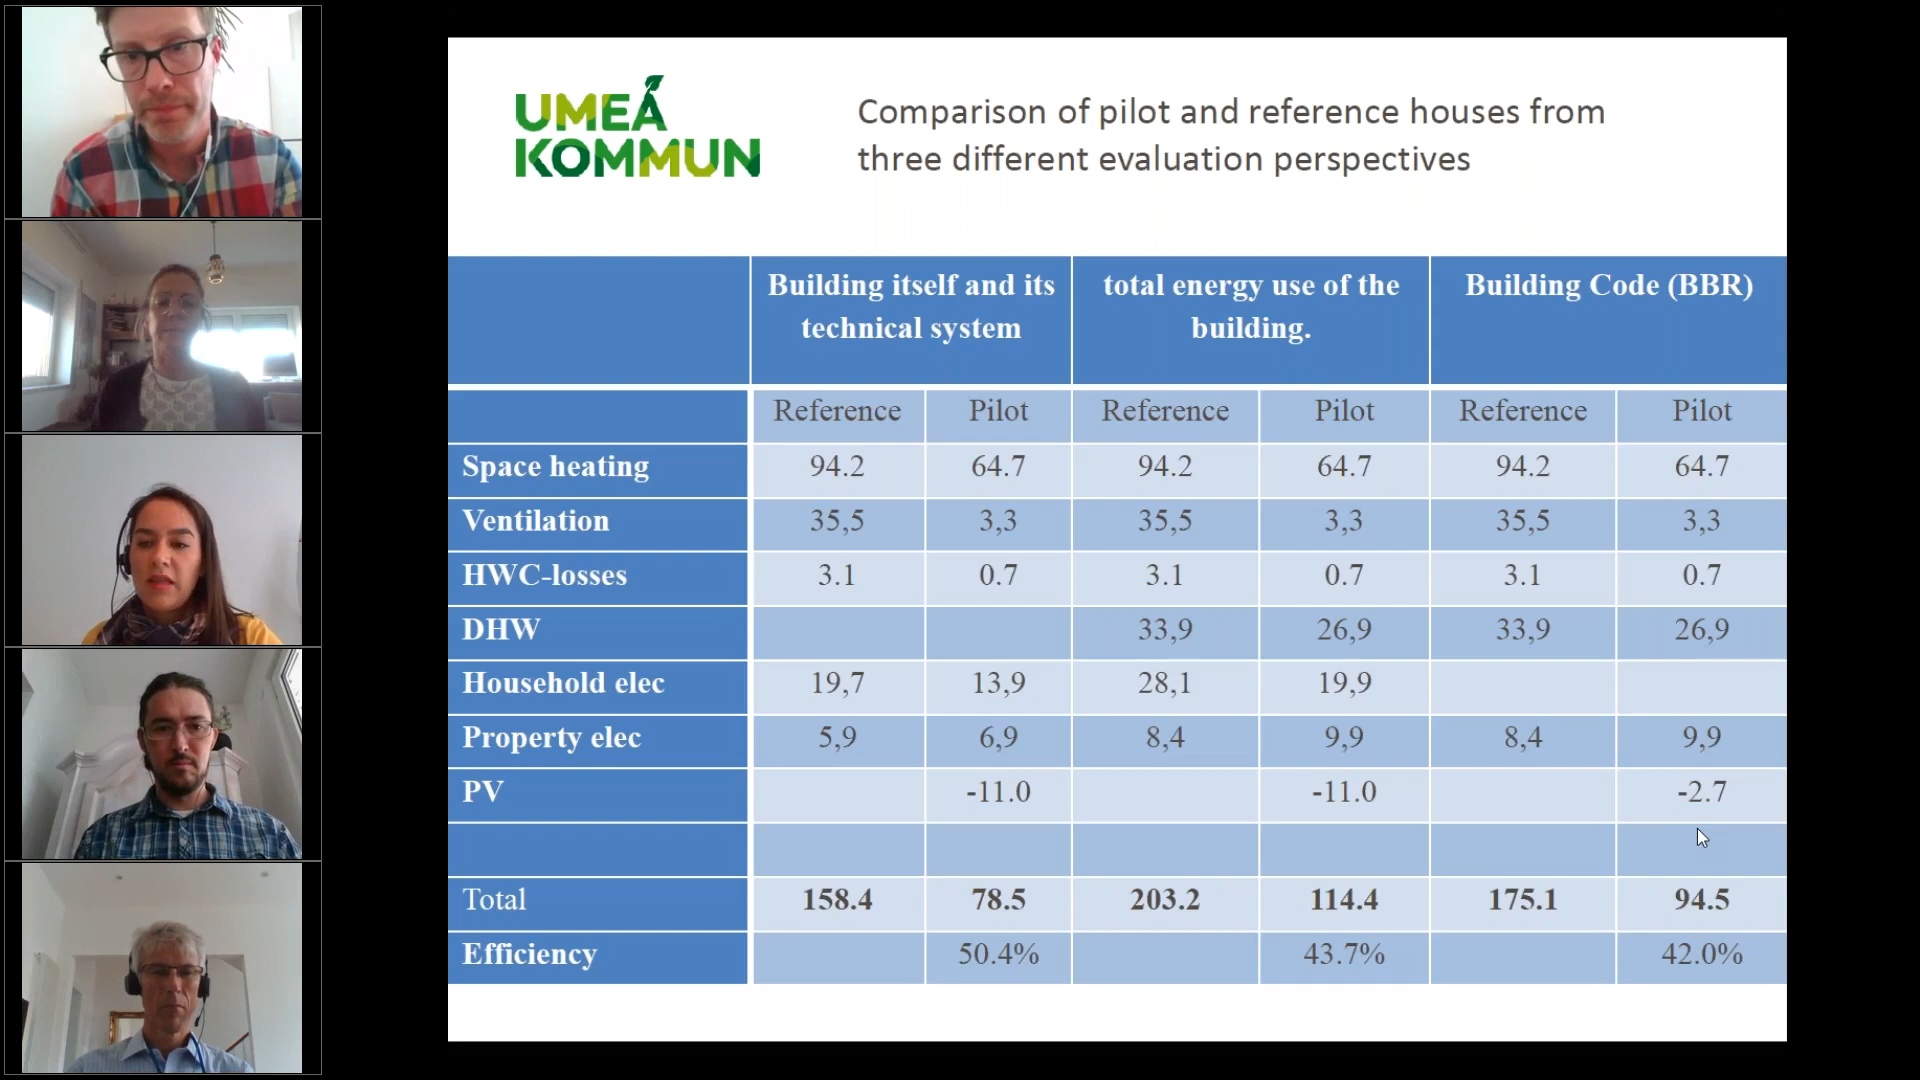 UMEÅ
KOMMUN
Comparison of pilot and reference houses from
three different evaluation perspectives
Building itself and its
technical system
total energy use of the
building.
Building Code (BBR)
Reference Pilot Reference Pilot Reference Pilot
Space heating 94.2 64.7 94.2 64.7 94.2 64.7
Ventilation 35,5 3,3 35,5 3,3 35,5 3,3
HWC-losses 3.1 0.7 3.1 0.7 3.1 0.7
DHW 33,9 26,9 33,9 26,9
Household elec 19,7 13,9 28,1 19,9
Property elec 5,9 6,9 8,4 9,9 8,4 9,9
PV -11.0 -11.0 -2.7
Total 158.4 78.5 203.2 114.4 175.1 94.5
Efficiency 50.4% 43.7% 42.0%